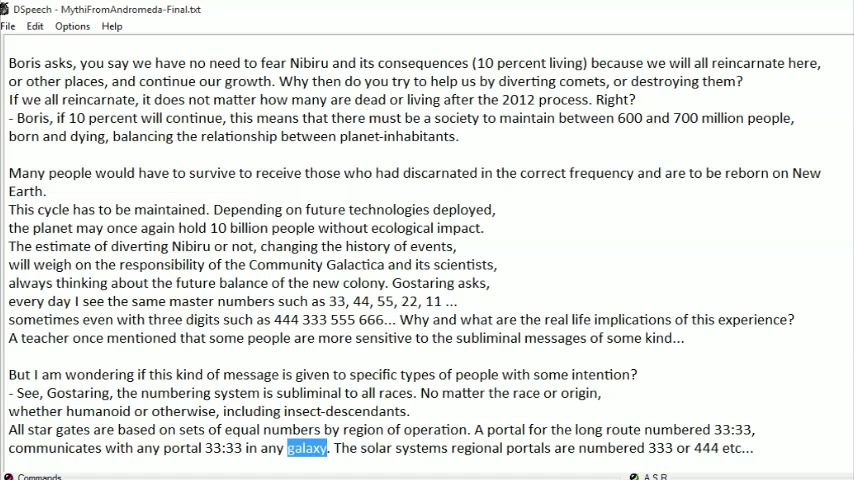 DSpeech - MythiFromAndromeda-Final.txt
File Edit Options Help
Boris asks, you say we have no need to fear Nibiru and its consequences (10 percent living) because we will all reincarnate here,
or other places, and continue our growth. Why then do you try to help us by diverting comets, or destroying them?
If we all reincarnate, it does not matter how many are dead or living after the 2012 process. Right?
- Boris, if 10 percent will continue, this means that there must be a society to maintain between 600 and 700 million people,
born and dying, balancing the relationship between planet-inhabitants.
Many people would have to survive to receive those who had discarnated in the correct frequency and are to be reborn on New
Earth.
This cycle has to be maintained. Depending on future technologies deployed,
the planet may once again hold 10 billion people without ecological impact.
The estimate of diverting Nibiru or not, changing the history of events,
will weigh on the responsibility of the Community Galactica and its scientists,
always thinking about the future balance of the new colony. Gostaring asks,
every day I see the same master numbers such as 33, 44, 55, 22, 11 ...
sometimes even with three digits such as 444 333 555 666... Why and what are the real life implications of this experience?
A teacher once mentioned that some people are more sensitive to the subliminal messages of some kind...
But I am wondering if this kind of message is given to specific types of people with some intention?
- See, Gostaring, the numbering system is subliminal to all races. No matter the race or origin,
whether humanoid or otherwise, including insect-descendants.
All star gates are based on sets of equal numbers by region of operation. A portal for the long route numbered 33:33,
communicates with any portal 33:33 in any galaxy. The solar systems regional portals are numbered 333 or 444 etc...
Commands A.S.R.